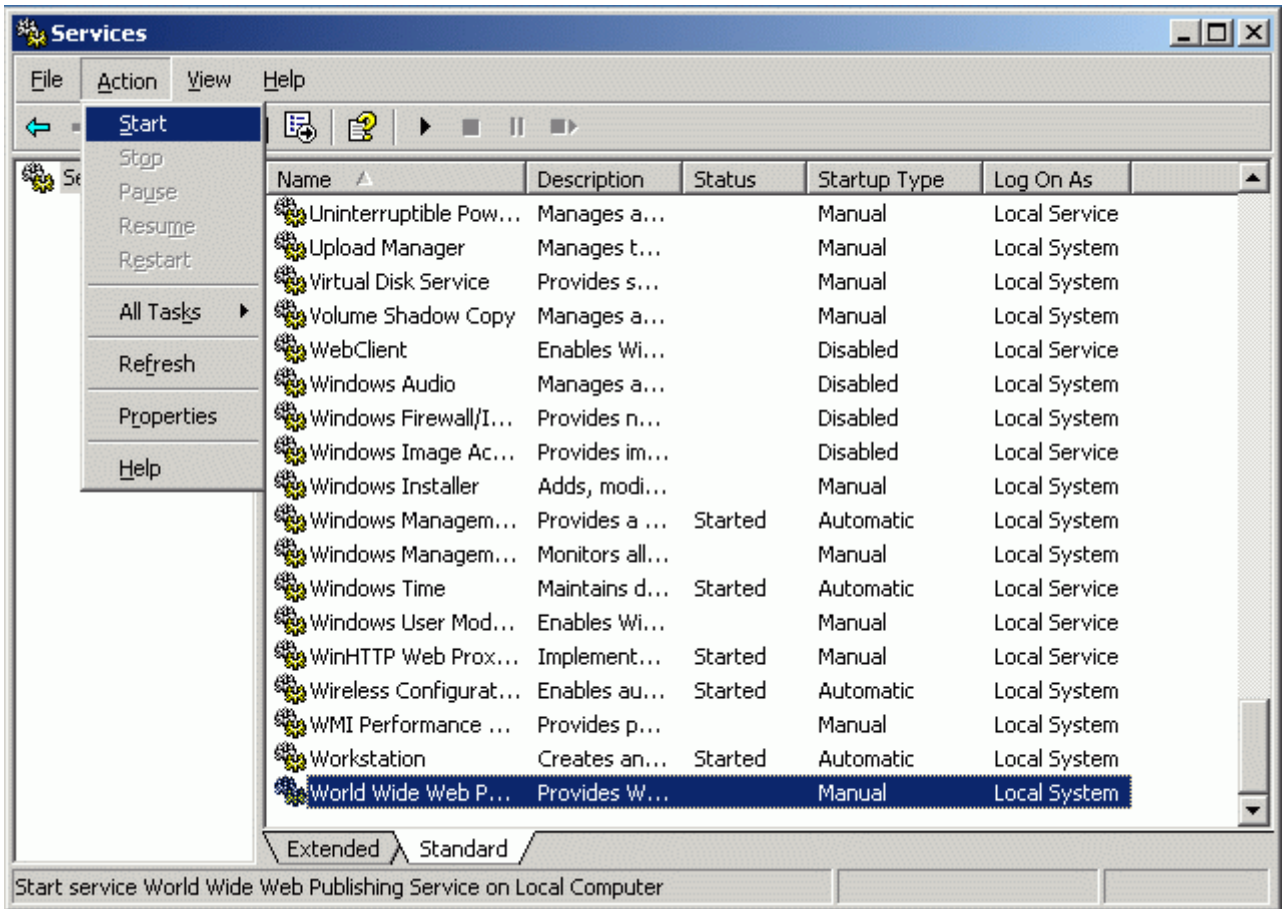 Services
File Action View Help
Start
Stop
Pause
Resume
Restart
All Tasks
Refresh
Properties
Help
Se
Name Description Status Startup Type Log On As
Uninterruptible Pow... Manages a... Manual Local Service
Upload Manager Manages t... Manual Local System
Virtual Disk Service Provides s... Manual Local System
Volume Shadow Copy Manages a... Manual Local System
WebClient Enables Wi... Disabled Local Service
Windows Audio Manages a... Disabled Local System
Windows Firewall/I... Provides n... Disabled Local System
Windows Image Ac... Provides im... Disabled Local Service
Windows Installer Adds, modi... Manual Local System
Windows Managem... Provides a ... Started Automatic Local System
Windows Managem... Monitors all... Manual Local System
Windows Time Maintains d... Started Automatic Local Service
Windows User Mod... Enables Wi... Manual Local Service
WinHTTP Web Prox... Implement... Started Manual Local Service
Wireless Configurat... Enables au... Started Automatic Local System
WMI Performance ... Provides p... Manual Local System
Workstation Creates an... Started Automatic Local System
World Wide Web P... Provides W... Manual Local System
Extended Standard
Start service World Wide Web Publishing Service on Local Computer